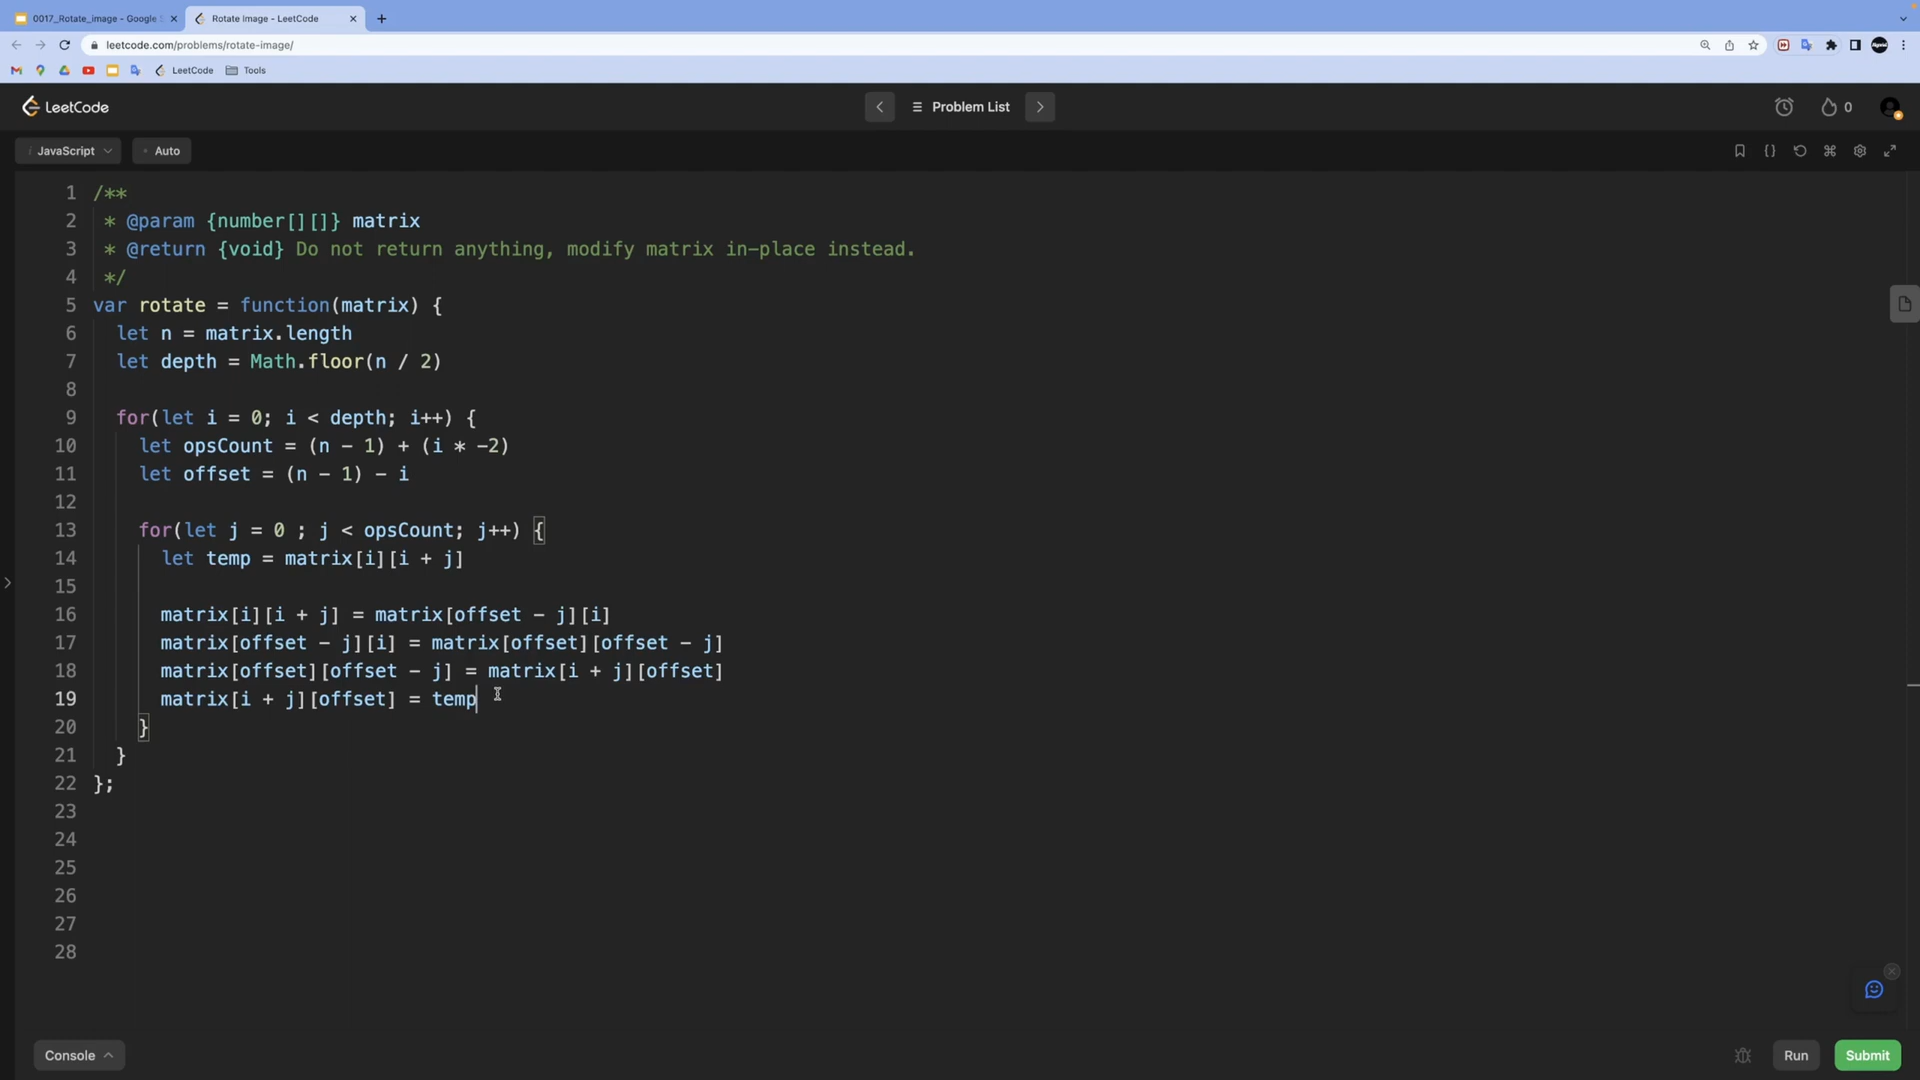 0017_Rotate_image - Google S
Rotate Image - LeetCode
leetcode.com/problems/rotate-image/
LeetCode
Tools
LeetCode
Problem List
0
JavaScript
Auto
1 /**
2 * @param {number[][]} matrix
3 * @return {void} Do not return anything, modify matrix in-place instead.
4 */
5 var rotate = function(matrix) {
6 let n = matrix.length
7 let depth = Math.floor(n / 2)
8
9 for(let i = 0; i < depth; i++) {
10 let opsCount = (n - 1) + (i * -2)
11 let offset = (n - 1) - i
12
13 for(let j = 0 ; j < opsCount; j++) {
14 let temp = matrix[i][i + j]
15
16 matrix[i][i + j] = matrix[offset - j][i]
17 matrix[offset - j][i] = matrix[offset][offset - j]
18 matrix[offset][offset - j] = matrix[i + j][offset]
19 matrix[i + j][offset] = temp
20 }
21 }
22 };
23
24
25
26
27
28
Console
Run
Submit